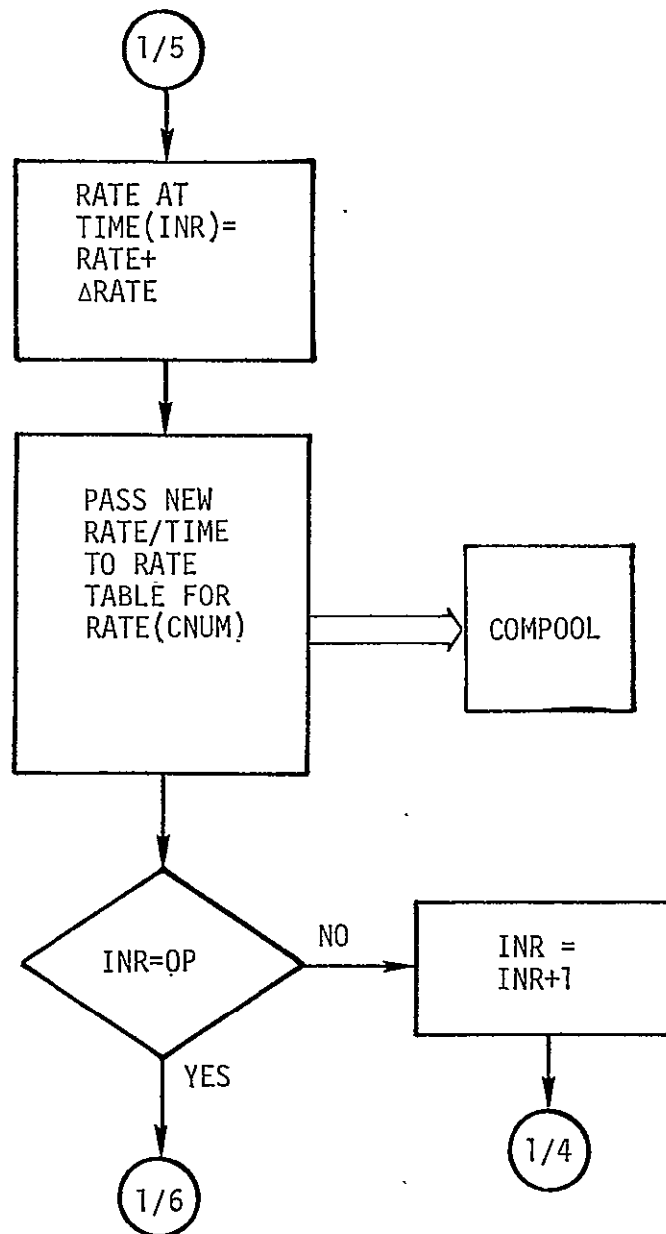 1/5
RATE AT
TIME(INR)=
RATE+
ΔRATE
PASS NEW
RATE/TIME
TO RATE
TABLE FOR
RATE(CNUM)
COMPOOL
INR=OP
NO
INR =
INR+1
YES
1/4
1/6